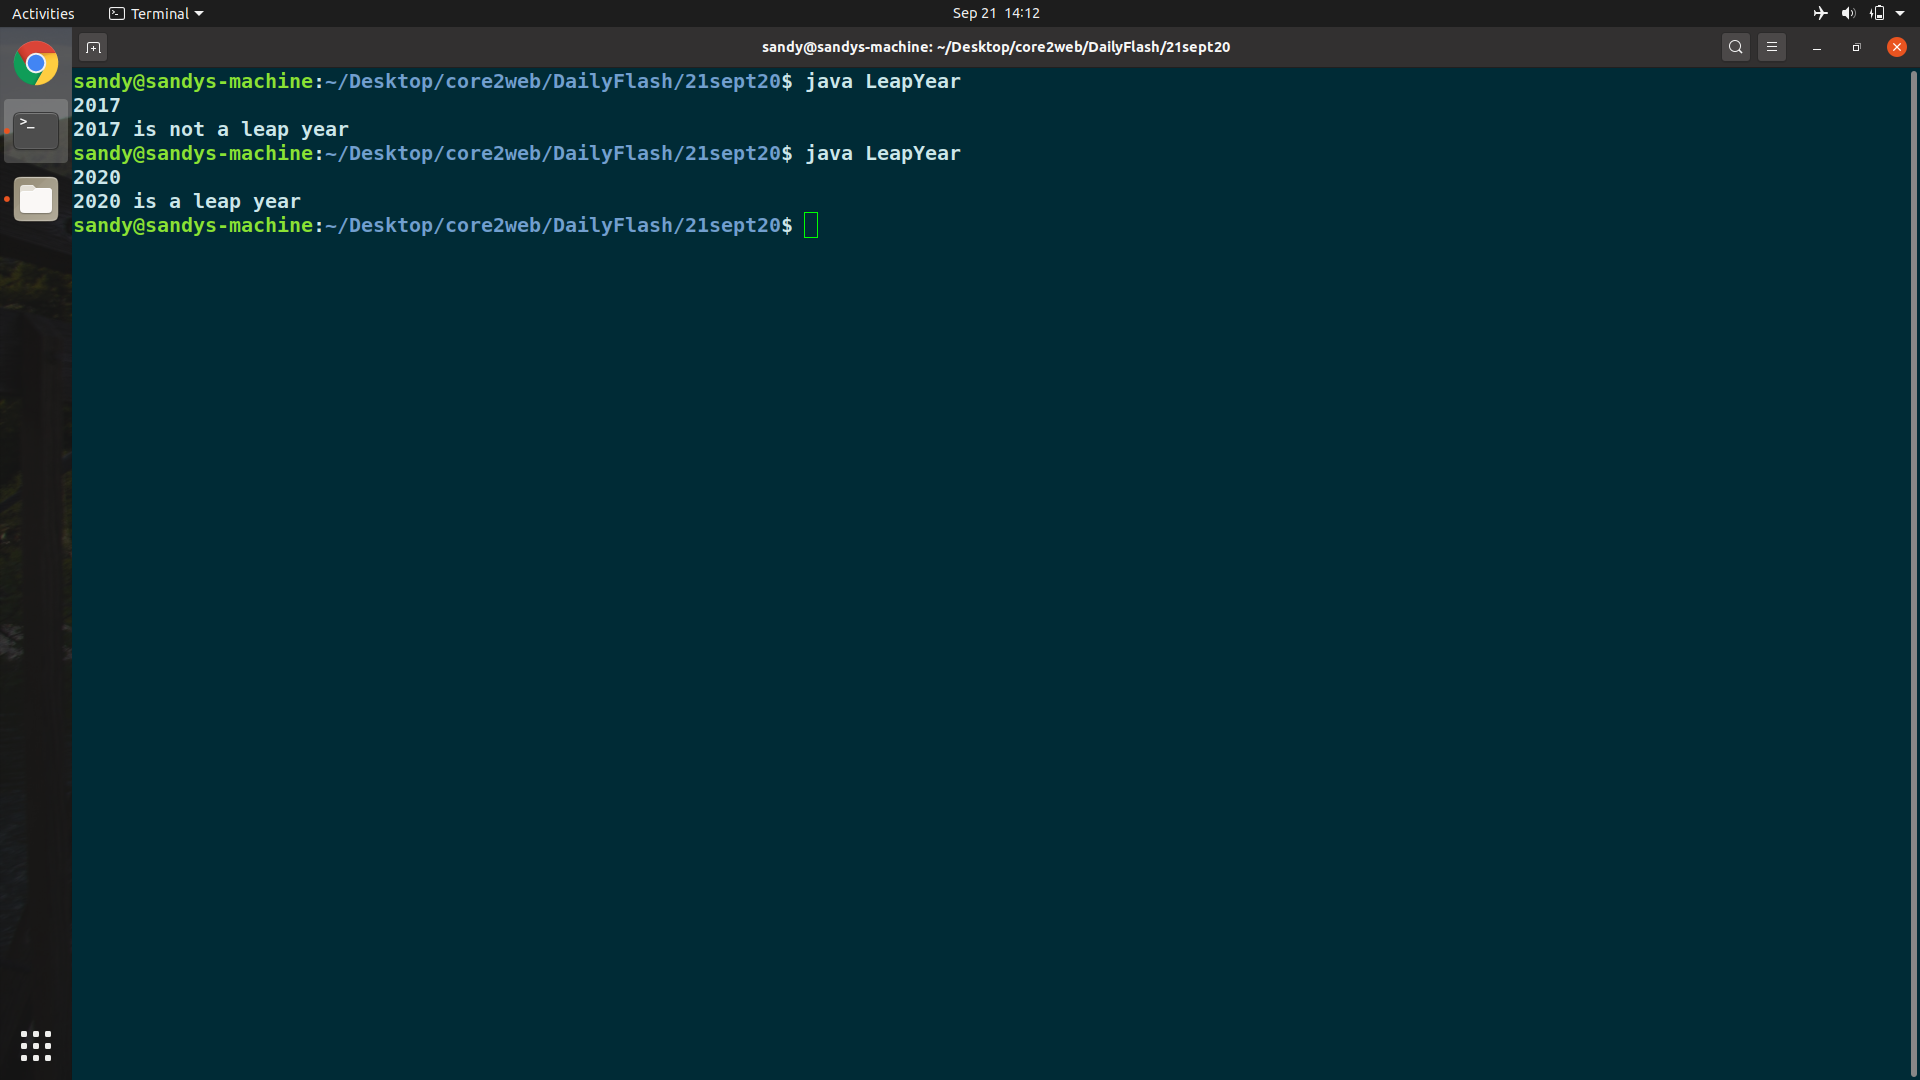 Activities Terminal Sep 21 14:12
sandy@sandys-machine: ~/Desktop/core2web/DailyFlash/21sept20
sandy@sandys-machine:~/Desktop/core2web/DailyFlash/21sept20$ java LeapYear
2017
2017 is not a leap year
sandy@sandys-machine:~/Desktop/core2web/DailyFlash/21sept20$ java LeapYear
2020
2020 is a leap year
sandy@sandys-machine:~/Desktop/core2web/DailyFlash/21sept20$